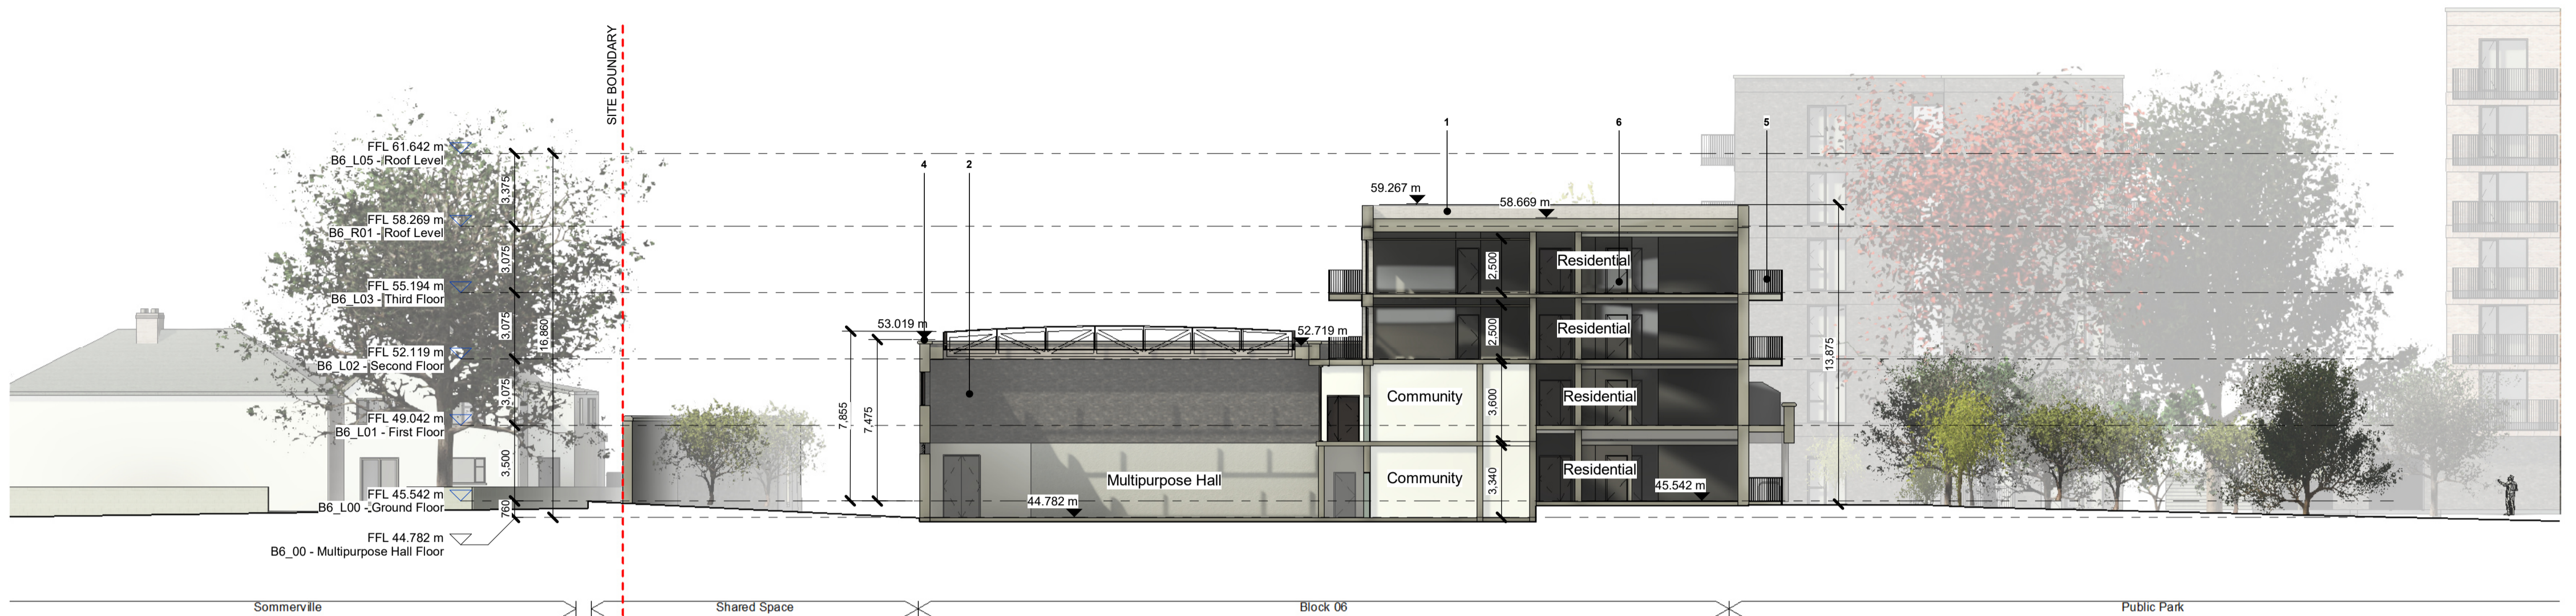 SITE BOUNDARY
FFL 61.642 m
B6_L05 - Roof Level
3,375
FFL 58.269 m
B6_R01 - Roof Level
3,075
FFL 55.194 m
B6_L03 - Third Floor
3,075
16,860
FFL 52.119 m
B6_L02 - Second Floor
3,075
FFL 49.042 m
B6_L01 - First Floor
3,500
FFL 45.542 m
B6_L00 - Ground Floor
760
FFL 44.782 m
B6_00 - Multipurpose Hall Floor
4
2
1
6
5
59.267 m
58.669 m
53.019 m
52.719 m
7,855
7,475
2,500
Residential
2,500
Residential
13,875
Community
3,600
Residential
Multipurpose Hall
Community
3,340
Residential
44.782 m
45.542 m
Sommerville
Shared Space
Block 06
Public Park